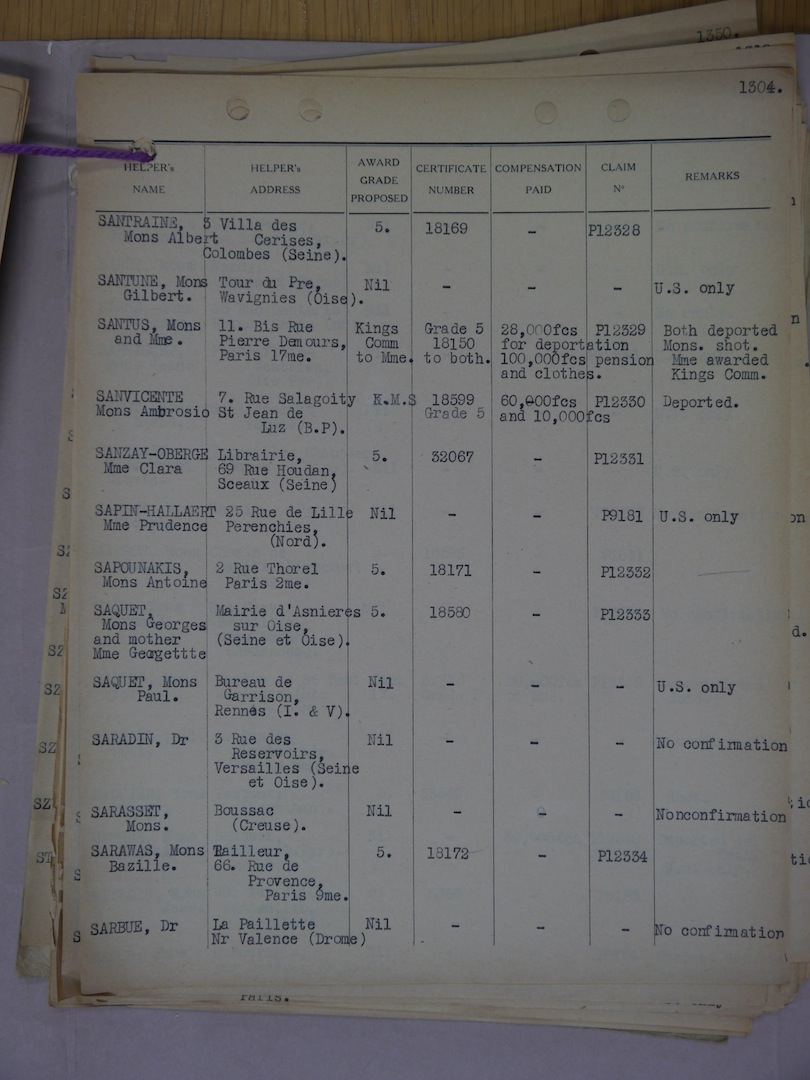 1350.
1304.
HELPER's NAME | HELPER's ADDRESS | AWARD GRADE PROPOSED | CERTIFICATE NUMBER | COMPENSATION PAID | CLAIM Nº | REMARKS
SANTRAINE, 3 Villa des 5. 18169 - P12328
Mons Albert Cerises,
Colombes (Seine).
SANTUNE, Mons Tour du Pre, Nil - - - U.S. only
Gilbert. Wavignies (Oise).
SANTUS, Mons 11. Bis Rue Kings Grade 5 28,000fcs P12329 Both deported
and Mme. Pierre Demours, Comm 18150 for deportation Mons. shot.
Paris 17me. to Mme. to both. 100,000fcs pension Mme awarded
and clothes. Kings Comm.
SANVICENTE 7. Rue Salagoity K.M.S 18599 60,000fcs P12330 Deported.
Mons Ambrosio St Jean de Grade 5 and 10,000fcs
Luz (B.P).
SANZAY-OBERGE Librairie, 5. 32067 - P12331
Mme Clara 69 Rue Houdan,
Sceaux (Seine)
SAPIN-HALLAERT 25 Rue de Lille Nil - - P9181 U.S. only
Mme Prudence Perenchies,
(Nord).
SAPOUNAKIS, 2 Rue Thorel 5. 18171 - P12332
Mons Antoine Paris 2me.
SAQUET, Mairie d'Asnieres 5. 18580 - P12333
Mons Georges sur Oise,
and mother (Seine et Oise).
Mme Geogettte
SAQUET, Mons Bureau de Nil - - - U.S. only
Paul. Garrison,
Rennes (I. & V).
SARADIN, Dr 3 Rue des Nil - - - No confirmation
Reservoirs,
Versailles (Seine
et Oise).
SARASSET, Boussac Nil - - - Nonconfirmation
Mons. (Creuse).
SARAWAS, Mons Tailleur, 5. 18172 - P12334
Bazille. 66. Rue de
Provence,
Paris 9me.
SARBUE, Dr La Paillette Nil - - - No confirmation
Nr Valence (Drome)